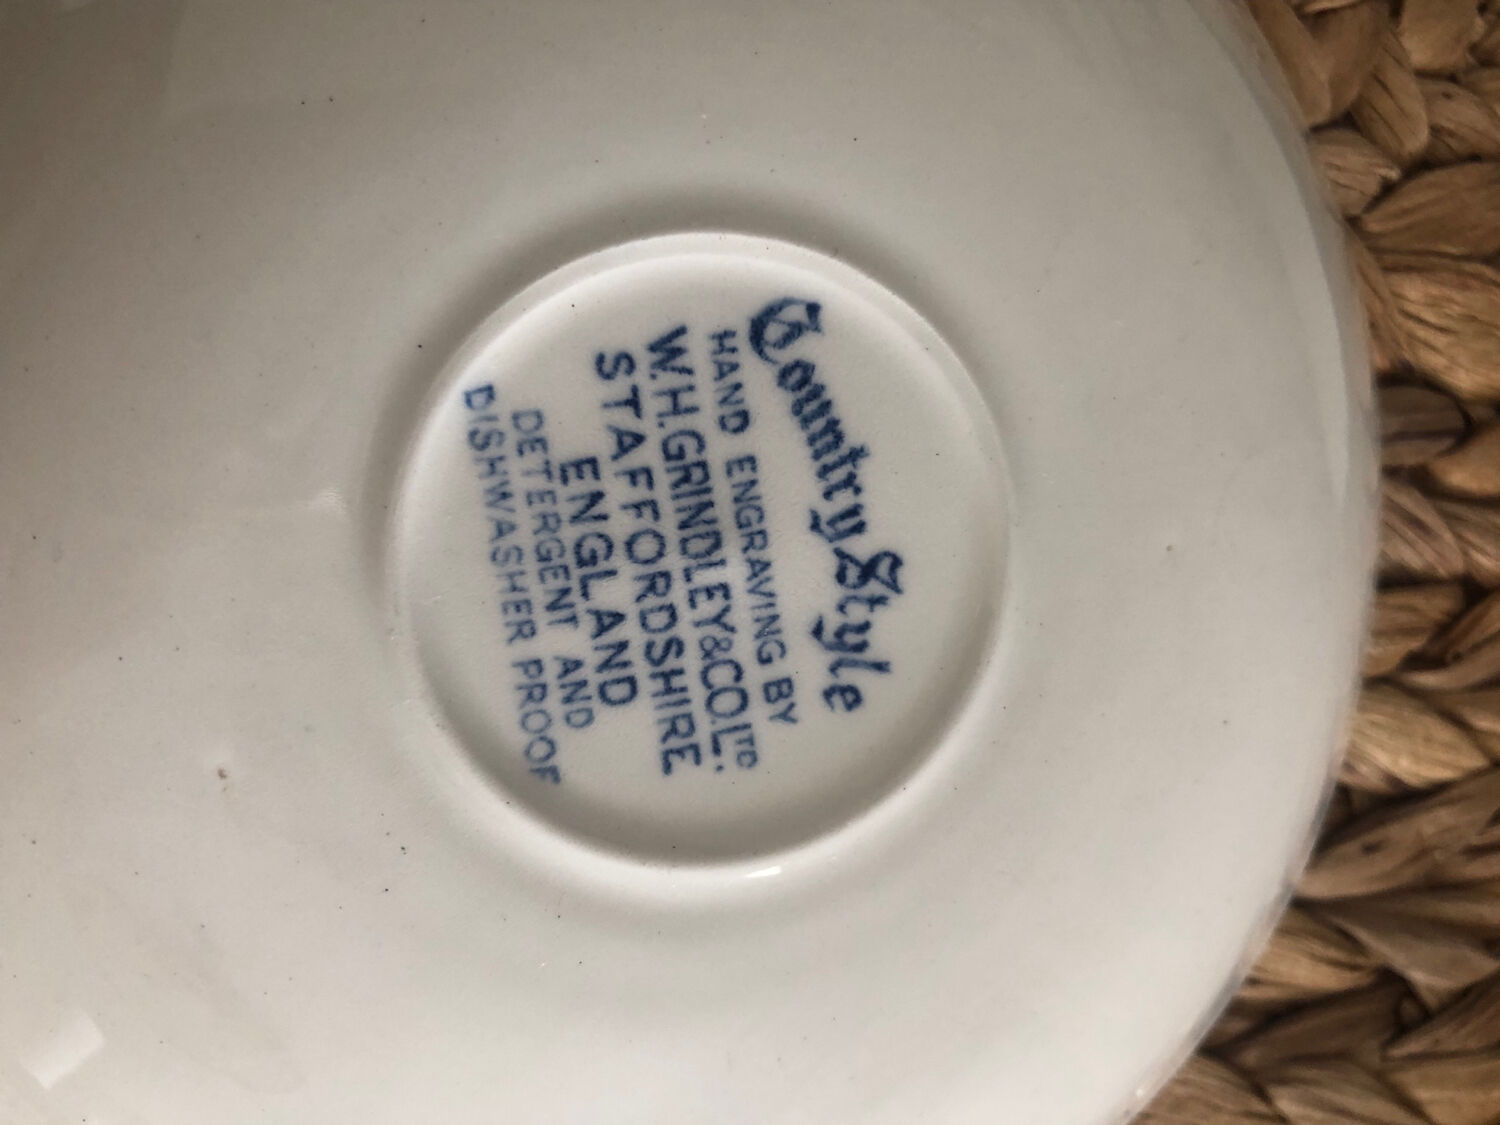 Country Style
HAND ENGRAVING BY
W.H.GRINDLEY&CO.LTD.
STAFFORDSHIRE
ENGLAND
DETERGENT AND
DISHWASHER PROOF